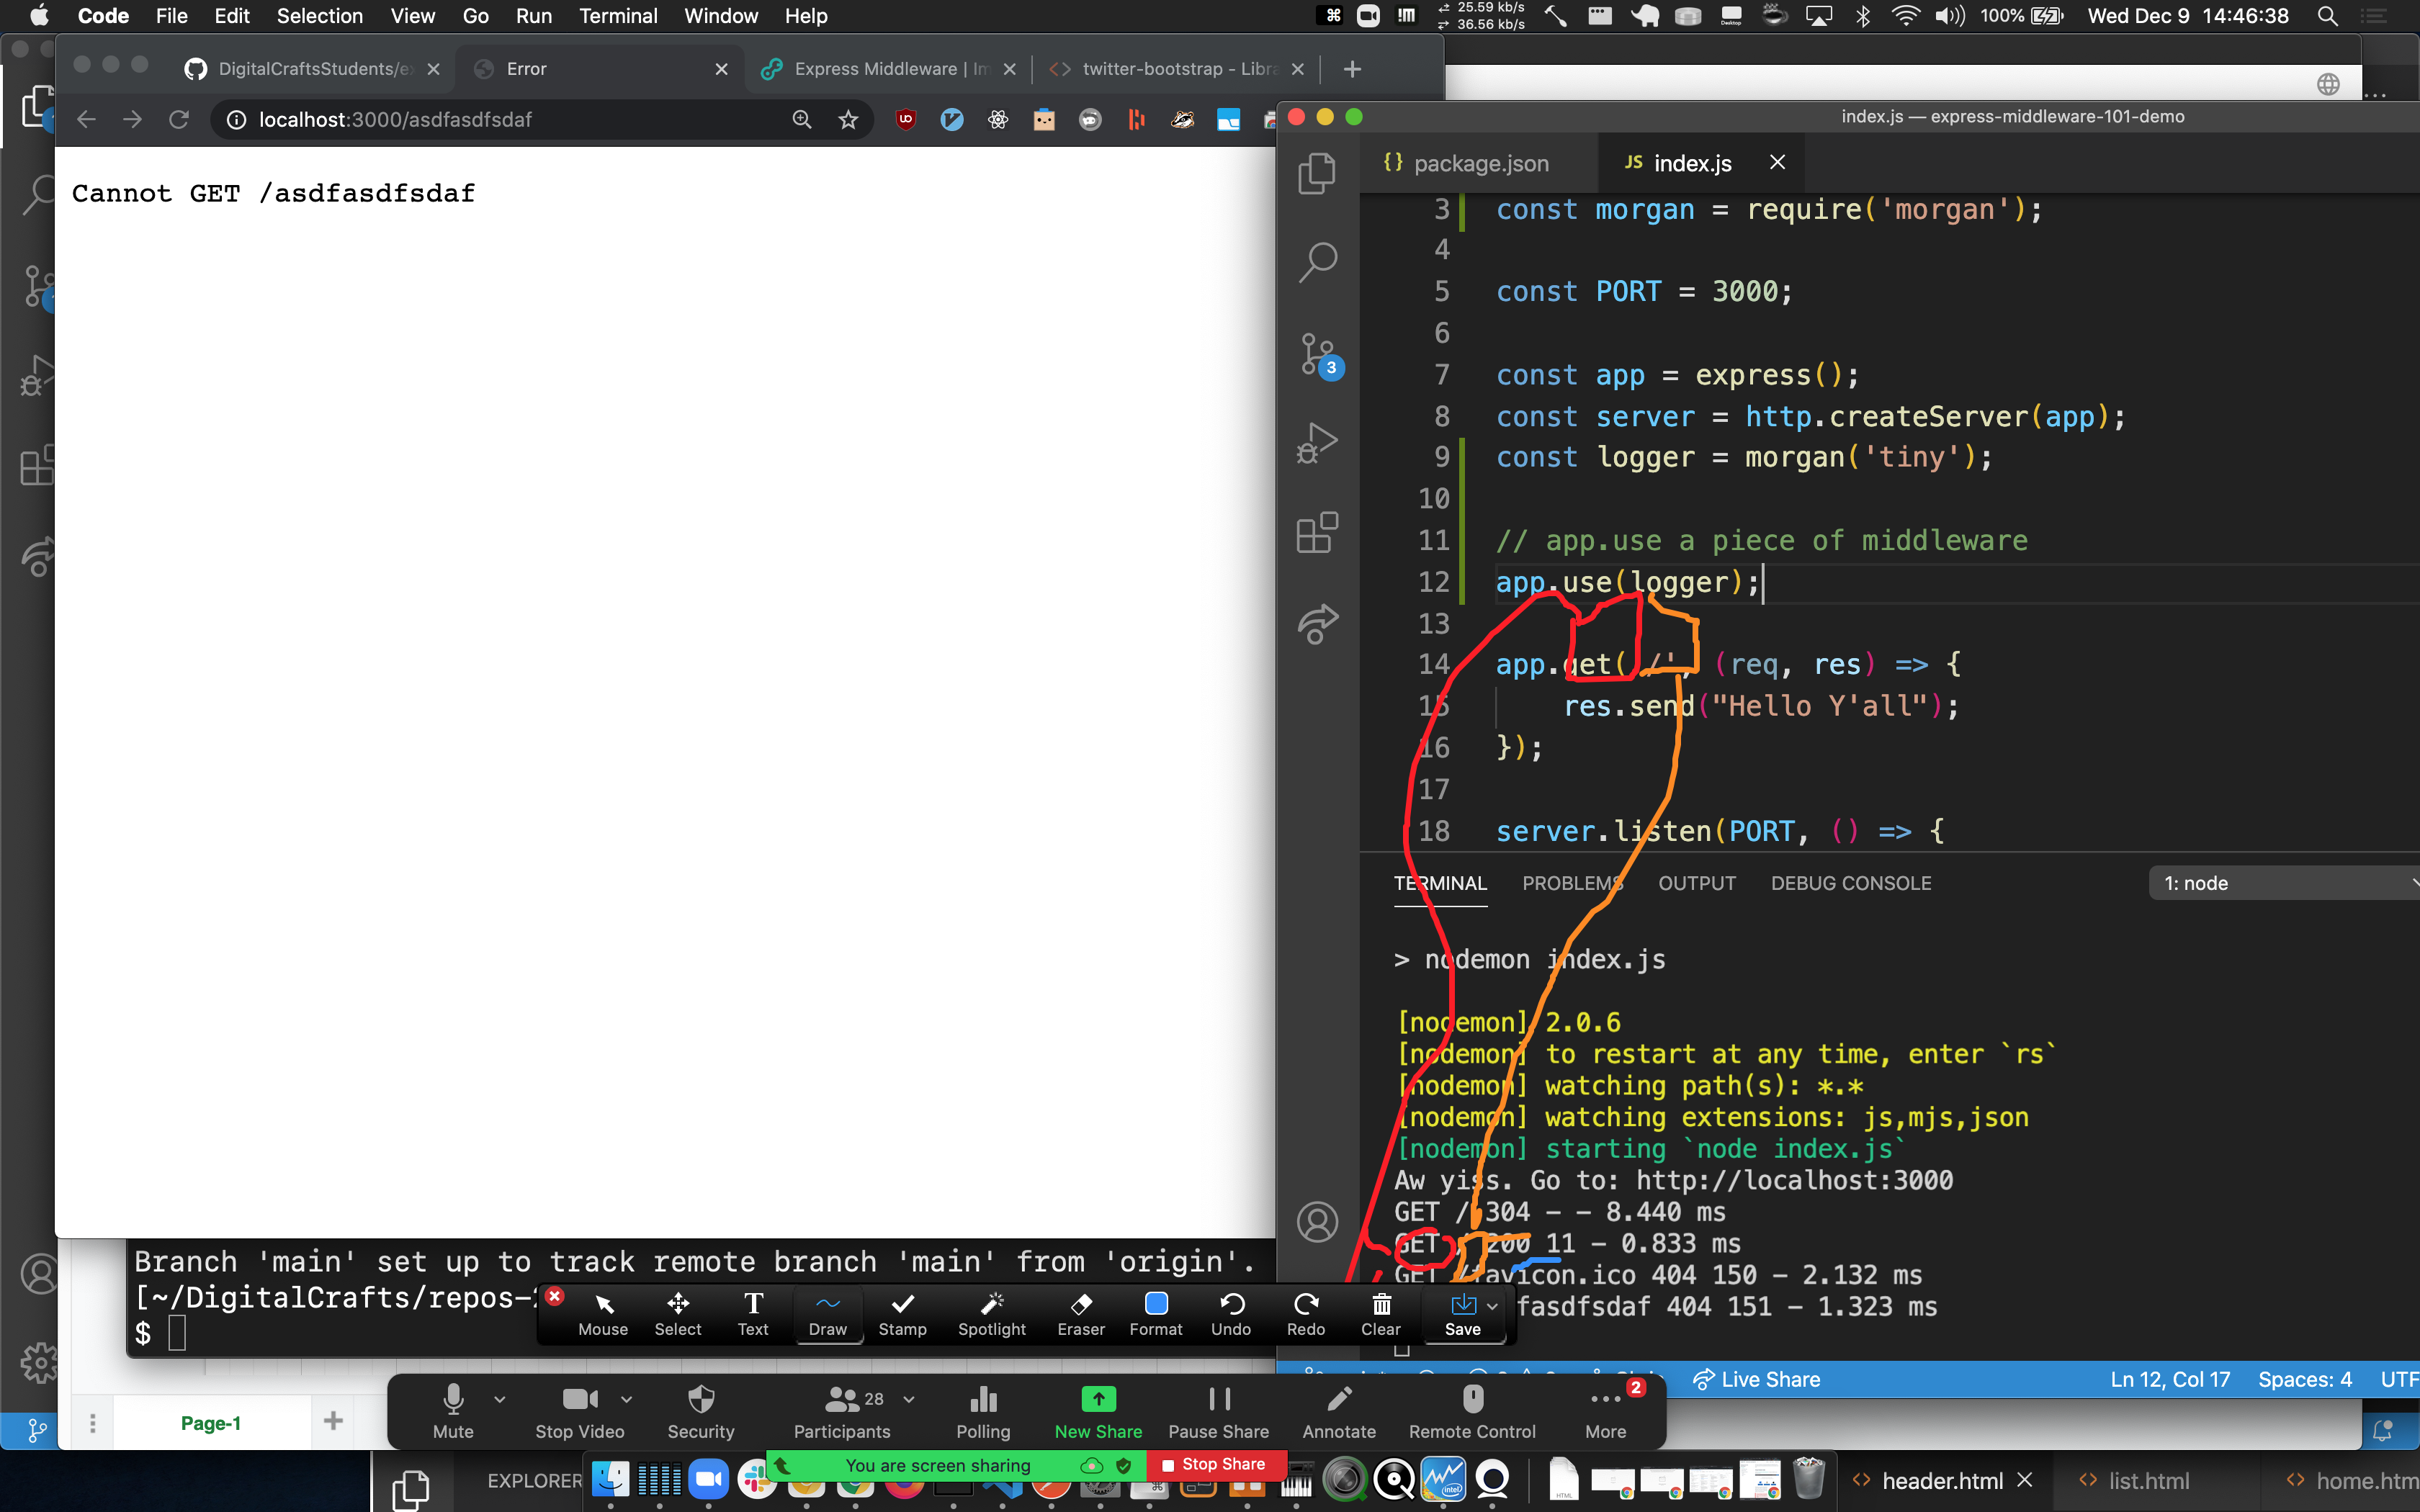 Code File Edit Selection View Go Run Terminal Window Help
25.59 kb/s
36.56 kb/s
100%
Wed Dec 9 14:46:38
DigitalCraftsStudents/e
Error
Express Middleware | Im
twitter-bootstrap - Libra
localhost:3000/asdfasdfsdaf
Cannot GET /asdfasdfsdaf
index.js — express-middleware-101-demo
{} package.json
JS index.js
3 const morgan = require('morgan');
4
5 const PORT = 3000;
6
7 const app = express();
8 const server = http.createServer(app);
9 const logger = morgan('tiny');
10
11 // app.use a piece of middleware
12 app.use(logger);
13
14 app.get('/', (req, res) => {
15 res.send("Hello Y'all");
16 });
17
18 server.listen(PORT, () => {
3
TERMINAL PROBLEMS OUTPUT DEBUG CONSOLE
1: node
> nodemon index.js
[nodemon] 2.0.6
[nodemon] to restart at any time, enter `rs`
[nodemon] watching path(s): *.*
[nodemon] watching extensions: js,mjs,json
[nodemon] starting `node index.js`
Aw yiss. Go to: http://localhost:3000
GET / 304 - - 8.440 ms
GET / 200 11 - 0.833 ms
GET /favicon.ico 404 150 - 2.132 ms
fasdfsdaf 404 151 - 1.323 ms
Live Share
Ln 12, Col 17 Spaces: 4 UTF
Branch 'main' set up to track remote branch 'main' from 'origin'.
[~/DigitalCrafts/repos-
$
Mouse Select Text Draw Stamp Spotlight Eraser Format Undo Redo Clear Save
Page-1
28
2
Mute Stop Video Security Participants Polling New Share Pause Share Annotate Remote Control More
You are screen sharing
Stop Share
EXPLORER
header.html
list.html
home.htm